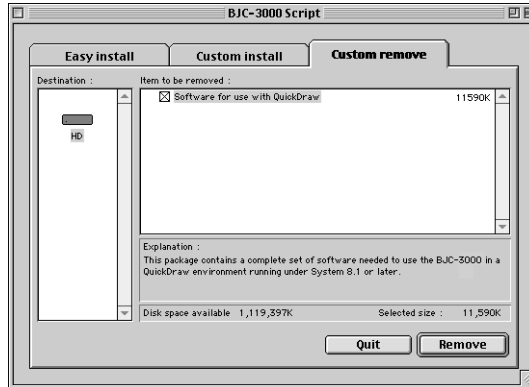 BJC-3000 Script
Easy install Custom install Custom remove
Destination : Item to be removed :
Software for use with QuickDraw 11590K
HD
Explanation :
This package contains a complete set of software needed to use the BJC-3000 in a
QuickDraw environment running under System 8.1 or later.
Disk space available 1,119,397K Selected size : 11,590K
Quit Remove